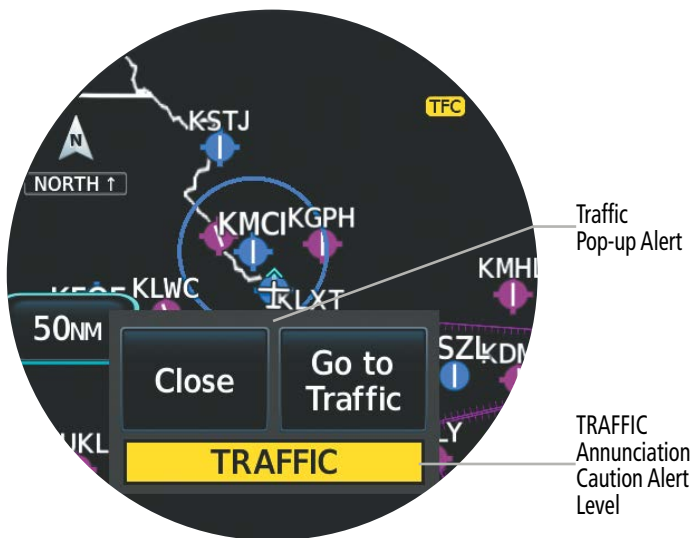 TFC
KSTJ
N
NORTH ↑
KMCI KGPH
Traffic
Pop-up Alert
KMHL
KLWC
KLXT
50NM
Close
Go to
Traffic
SZL
KDM
UKL
LY
TRAFFIC
TRAFFIC
Annunciation
Caution Alert
Level